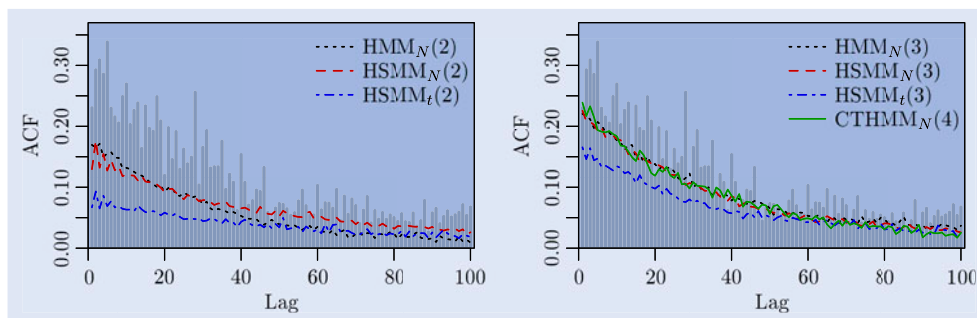 HMM_N(2)
HSMM_N(2)
HSMM_t(2)
ACF
0.00 0.10 0.20 0.30
0 20 40 60 80 100
Lag
HMM_N(3)
HSMM_N(3)
HSMM_t(3)
CTHMM_N(4)
ACF
0.00 0.10 0.20 0.30
0 20 40 60 80 100
Lag